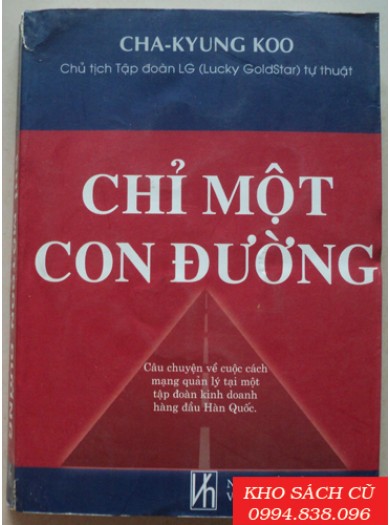 CHA-KYUNG KOO
Chủ tịch Tập đoàn LG (Lucky GoldStar) tự thuật
CHỈ MỘT
CON ĐƯỜNG
Câu chuyện về cuộc cách
mạng quản lý tại một
tập đoàn kinh doanh
hàng đầu Hàn Quốc.
KHO SÁCH CŨ
0994.838.096